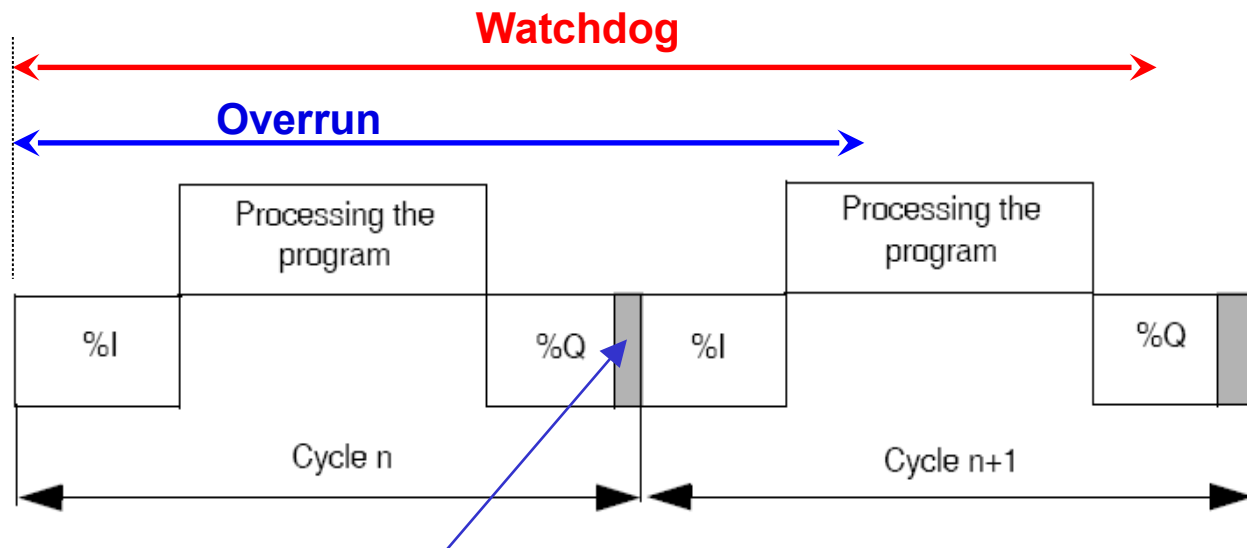 Watchdog
Overrun
Processing the
program
Processing the
program
%I
%Q
%I
%Q
Cycle n
Cycle n+1